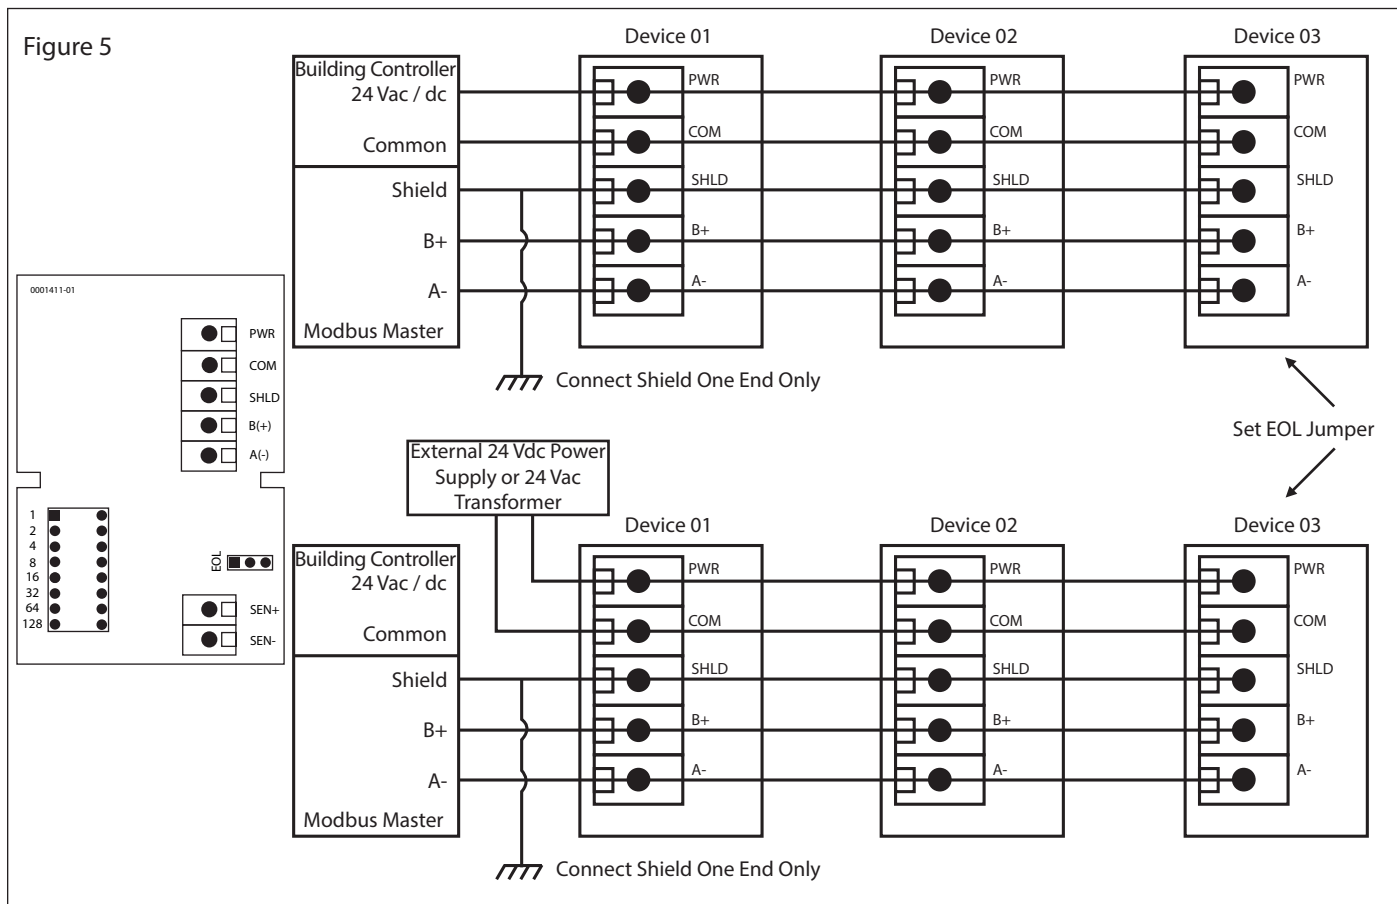 Figure 5
Device 01
Device 02
Device 03
Building Controller
24 Vac / dc
Common
Shield
B+
A-
Modbus Master
PWR
COM
SHLD
B+
A-
PWR
COM
SHLD
B+
A-
PWR
COM
SHLD
B+
A-
Connect Shield One End Only
Set EOL Jumper
0001411-01
PWR
COM
SHLD
B(+)
A(-)
1
2
4
8
16
32
64
128
EOL
SEN+
SEN-
External 24 Vdc Power
Supply or 24 Vac
Transformer
Device 01
Device 02
Device 03
Building Controller
24 Vac / dc
Common
Shield
B+
A-
Modbus Master
PWR
COM
SHLD
B+
A-
PWR
COM
SHLD
B+
A-
PWR
COM
SHLD
B+
A-
Connect Shield One End Only